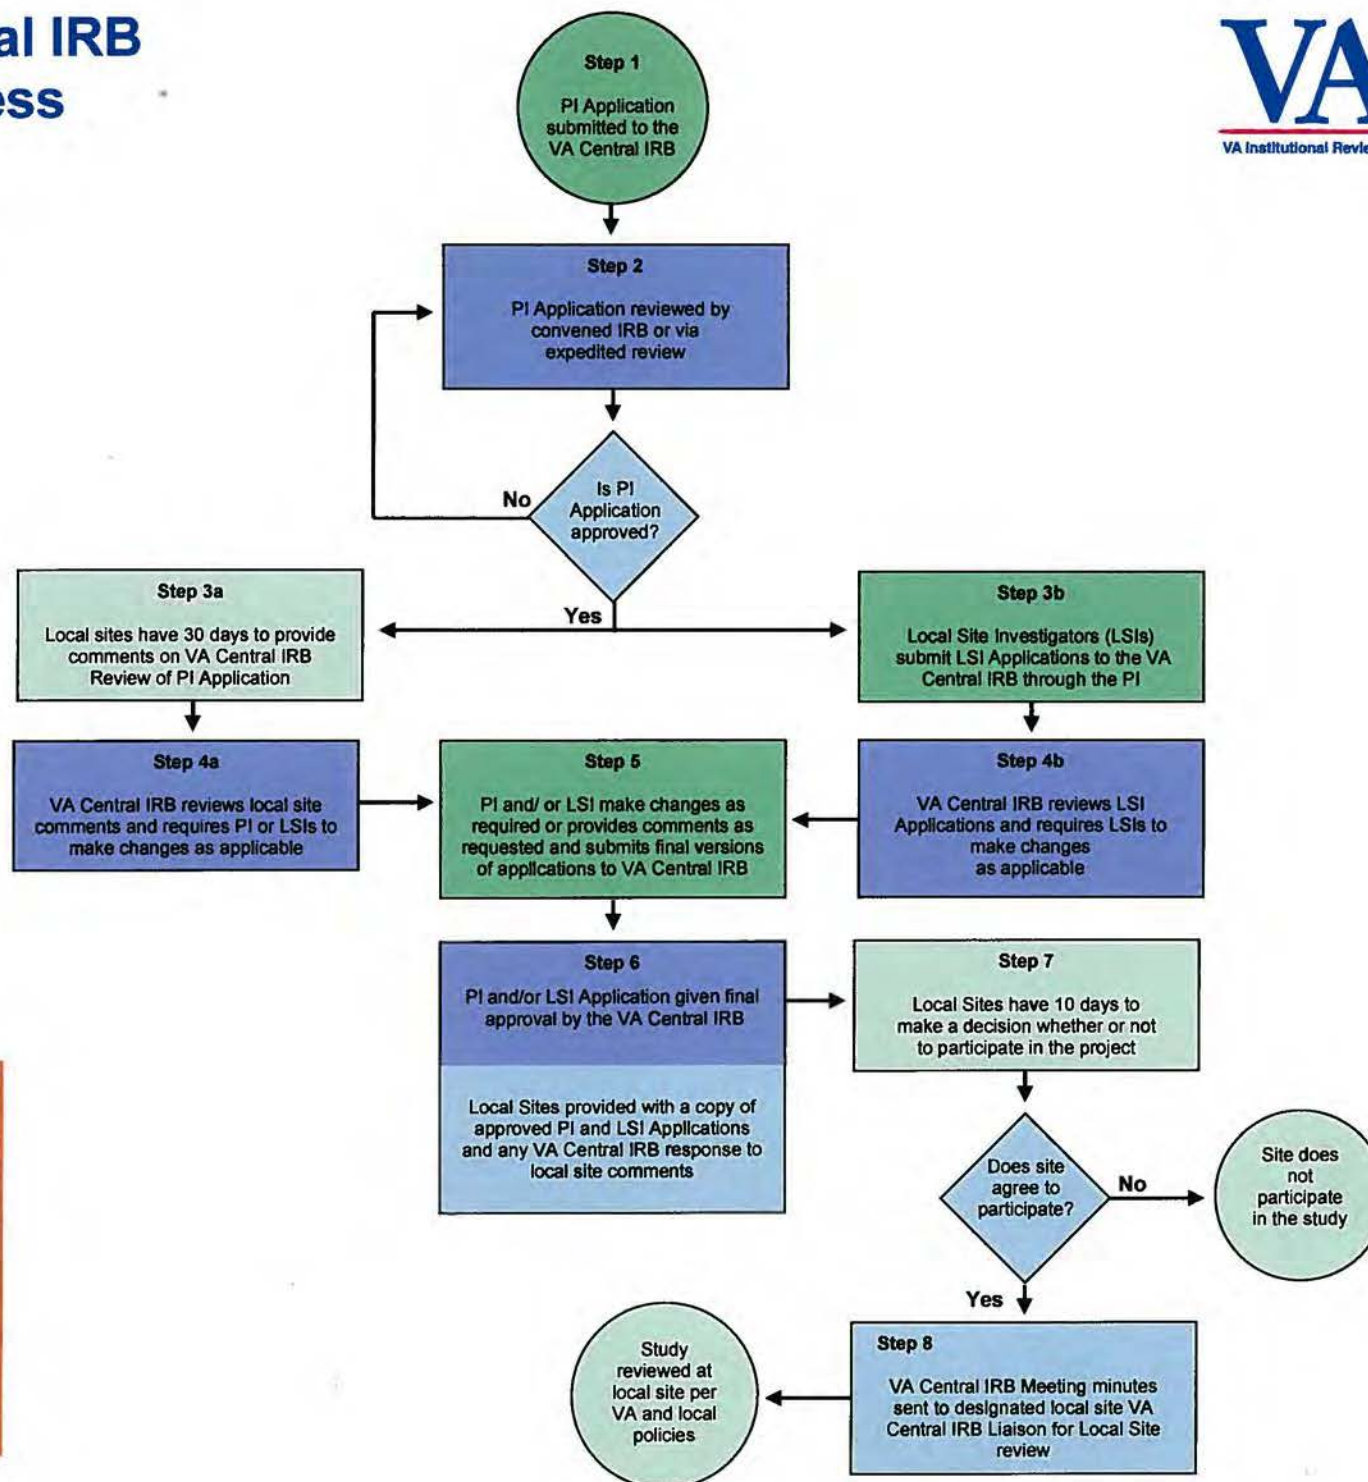 al IRB
ess
VA
VA Institutional
Step 1
PI Application
submitted to the
VA Central IRB
Step 2
PI Application reviewed by
convened IRB or via
expedited review
Is PI
Application
approved?
No
Yes
Step 3a
Local sites have 30 days to provide
comments on VA Central IRB
Review of PI Application
Step 3b
Local Site Investigators (LSIs)
submit LSI Applications to the VA
Central IRB through the PI
Step 4a
VA Central IRB reviews local site
comments and requires PI or LSIs to
make changes as applicable
Step 5
PI and/ or LSI make changes as
required or provides comments as
requested and submits final versions
of applications to VA Central IRB
Step 4b
VA Central IRB reviews LSI
Applications and requires LSIs to
make changes
as applicable
Step 6
PI and/or LSI Application given final
approval by the VA Central IRB
Local Sites provided with a copy of
approved PI and LSI Applications
and any VA Central IRB response to
local site comments
Step 7
Local Sites have 10 days to
make a decision whether or not
to participate in the project
Does site
agree to
participate?
No
Site does
not
participate
in the study
Yes
Step 8
VA Central IRB Meeting minutes
sent to designated local site VA
Central IRB Liaison for Local Site
review
Study
reviewed at
local site per
VA and local
policies